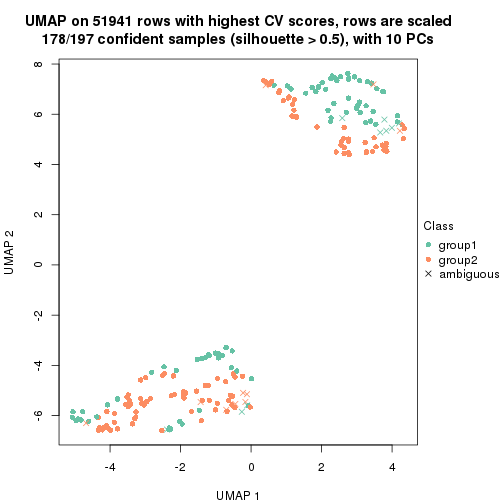 UMAP on 51941 rows with highest CV scores, rows are scaled
178/197 confident samples (silhouette > 0.5), with 10 PCs
8
6
4
2
0
-2
-4
-6
UMAP 2
Class
group1
group2
ambiguous
-4
-2
0
2
4
UMAP 1